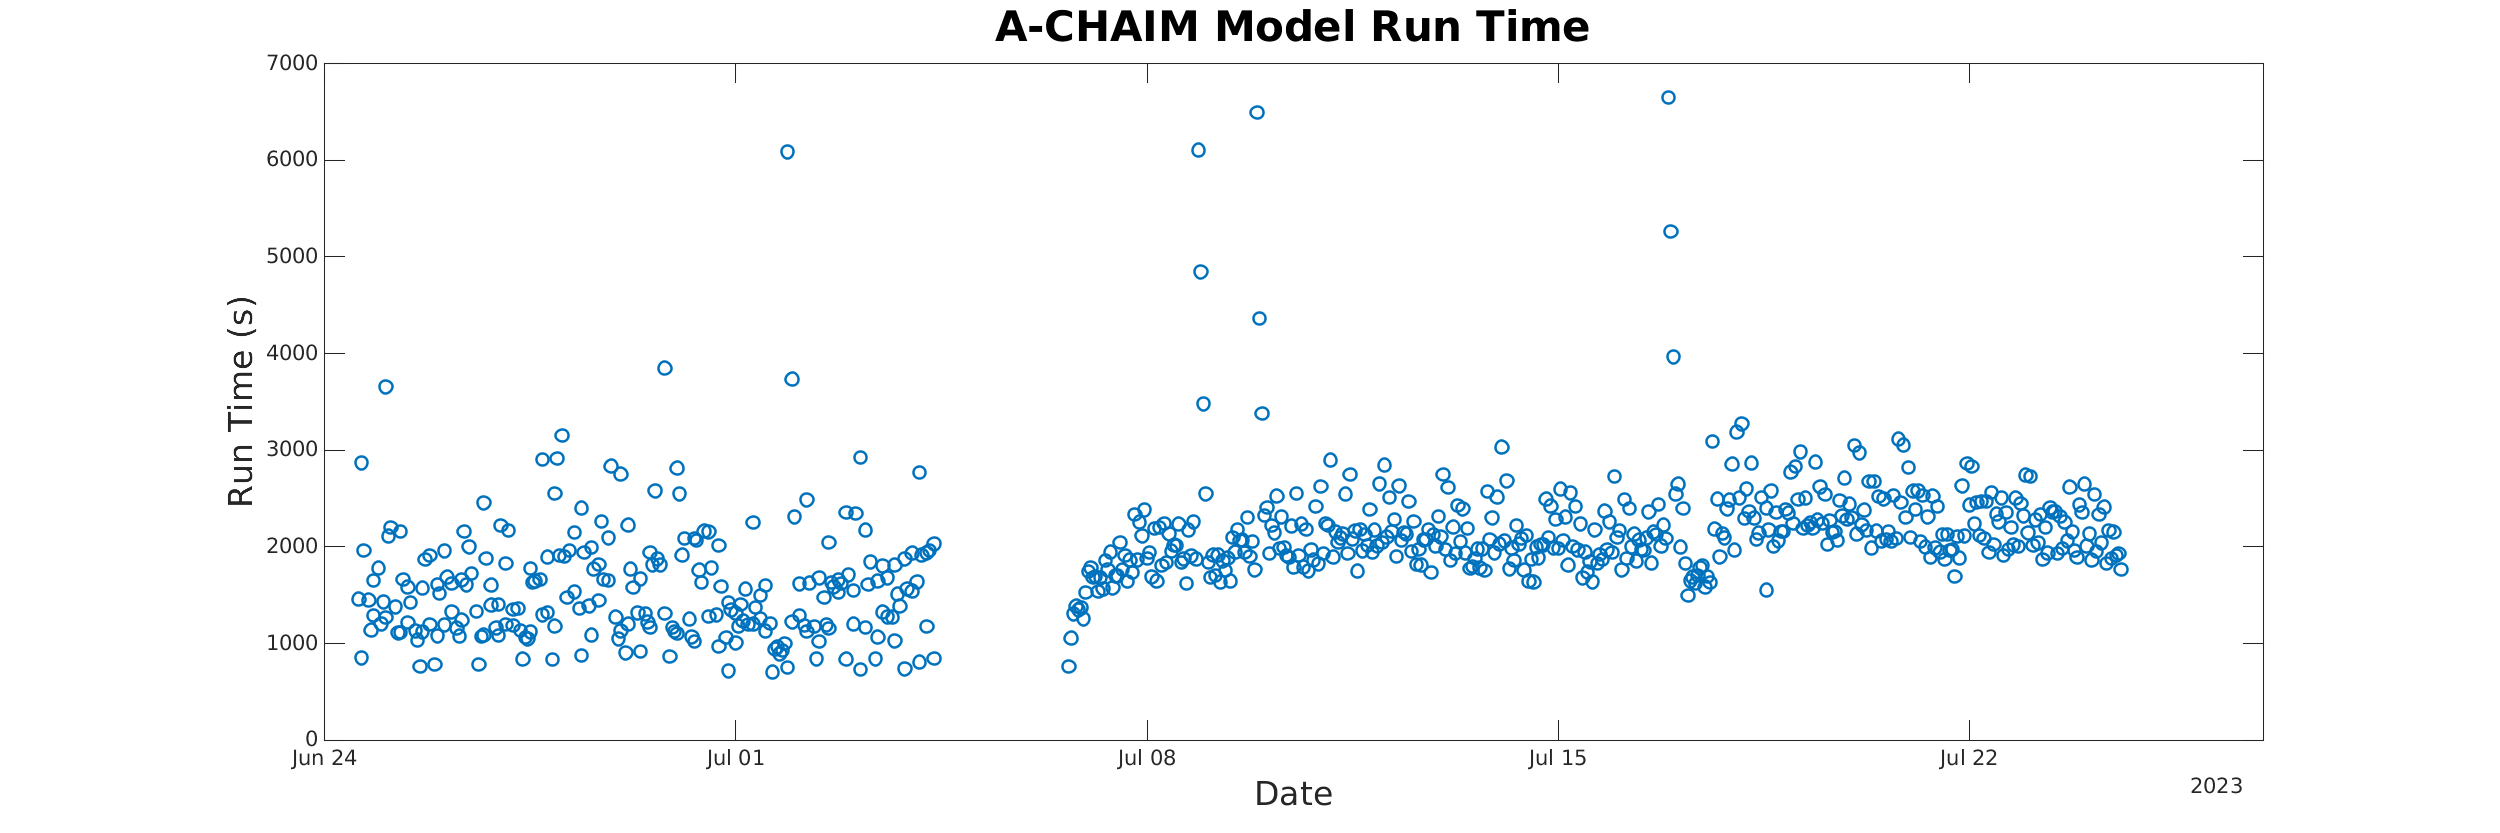 A-CHAIM Model Run Time
Run Time (s)
7000
6000
5000
4000
3000
2000
1000
0
Jun 24
Jul 01
Jul 08
Jul 15
Jul 22
2023
Date